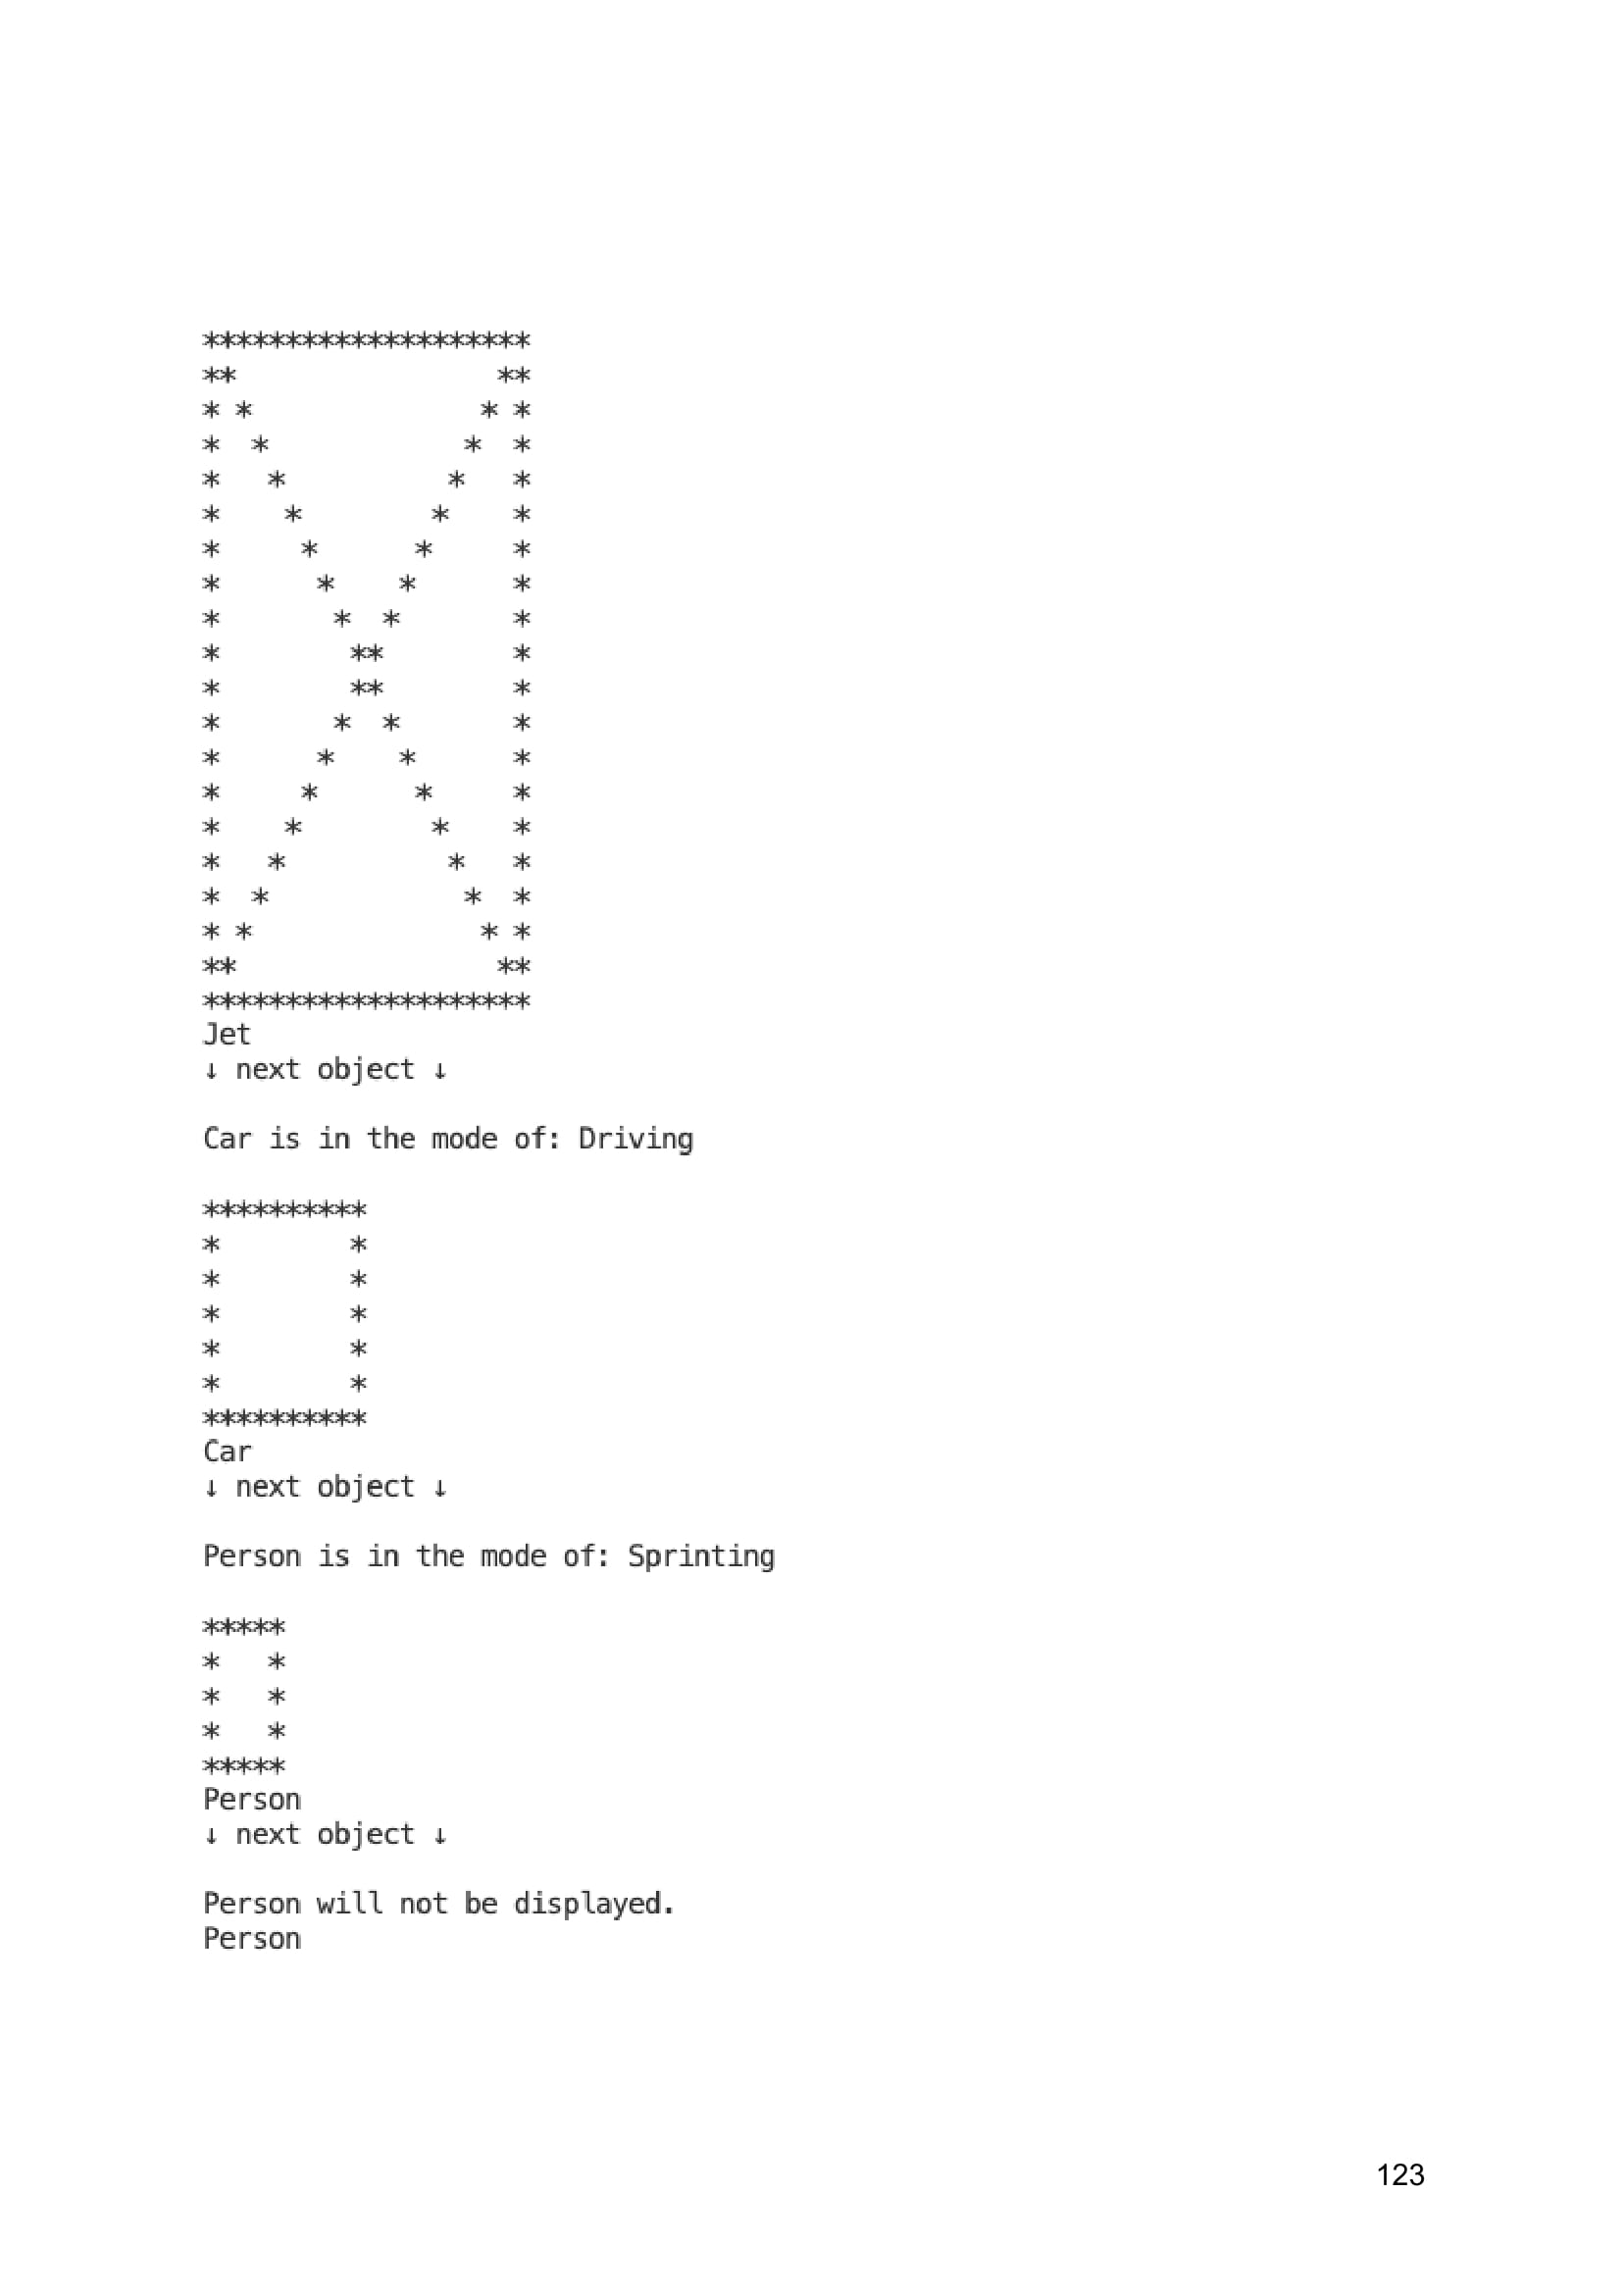 ********************
**                **
* *              * *
*  *            *  *
*   *          *   *
*    *        *    *
*     *      *     *
*      *    *      *
*       *  *       *
*        **        *
*        **        *
*       *  *       *
*      *    *      *
*     *      *     *
*    *        *    *
*   *          *   *
*  *            *  *
* *              * *
**                **
********************
Jet
↓ next object ↓
Car is in the mode of: Driving
**********
*        *
*        *
*        *
*        *
*        *
**********
Car
↓ next object ↓
Person is in the mode of: Sprinting
*****
*   *
*   *
*   *
*****
Person
↓ next object ↓
Person will not be displayed.
Person
123